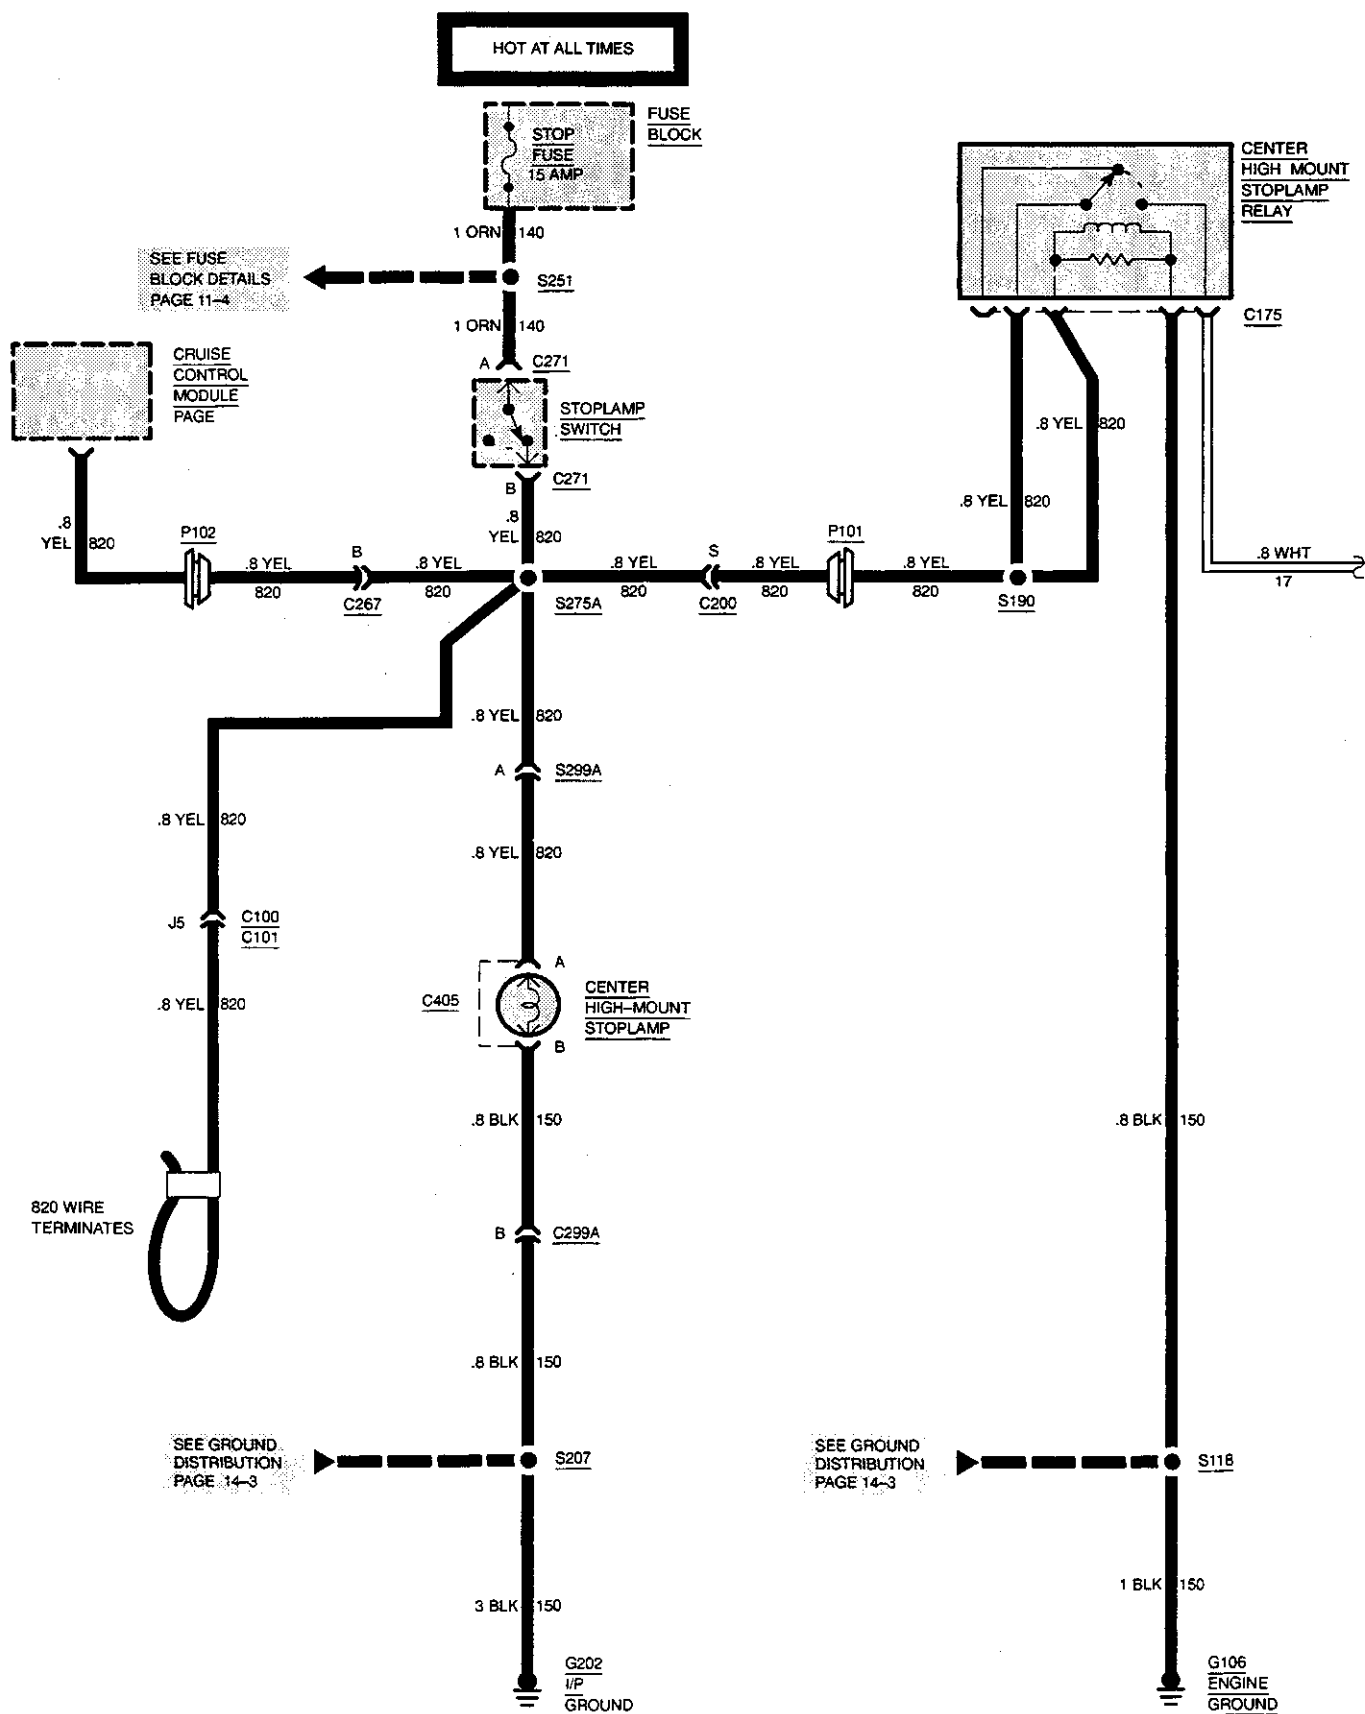 HOT AT ALL TIMES
STOP
FUSE
15 AMP
FUSE
BLOCK
1 ORN 140
SEE FUSE
BLOCK DETAILS
PAGE 11–4
S251
1 ORN 140
A C271
CENTER
HIGH MOUNT
STOPLAMP
RELAY
C175
CRUISE
CONTROL
MODULE
PAGE
STOPLAMP
SWITCH
B C271
.8
YEL 820
.8
YEL 820
P102
.8 YEL
820
B
C267
.8 YEL
820
S275A
.8 YEL
820
S
C200
.8 YEL
820
P101
.8 YEL
820
S190
.8 YEL 820
.8 YEL 820
.8 WHT
17
.8 YEL 820
A S299A
.8 YEL 820
.8 YEL 820
J5 C100
C101
.8 YEL 820
C405
A
CENTER
HIGH–MOUNT
STOPLAMP
B
.8 BLK 150
.8 BLK 150
820 WIRE
TERMINATES
B C299A
.8 BLK 150
SEE GROUND
DISTRIBUTION
PAGE 14–3
S207
SEE GROUND
DISTRIBUTION
PAGE 14–3
S118
3 BLK 150
1 BLK 150
G202
I/P
GROUND
G106
ENGINE
GROUND